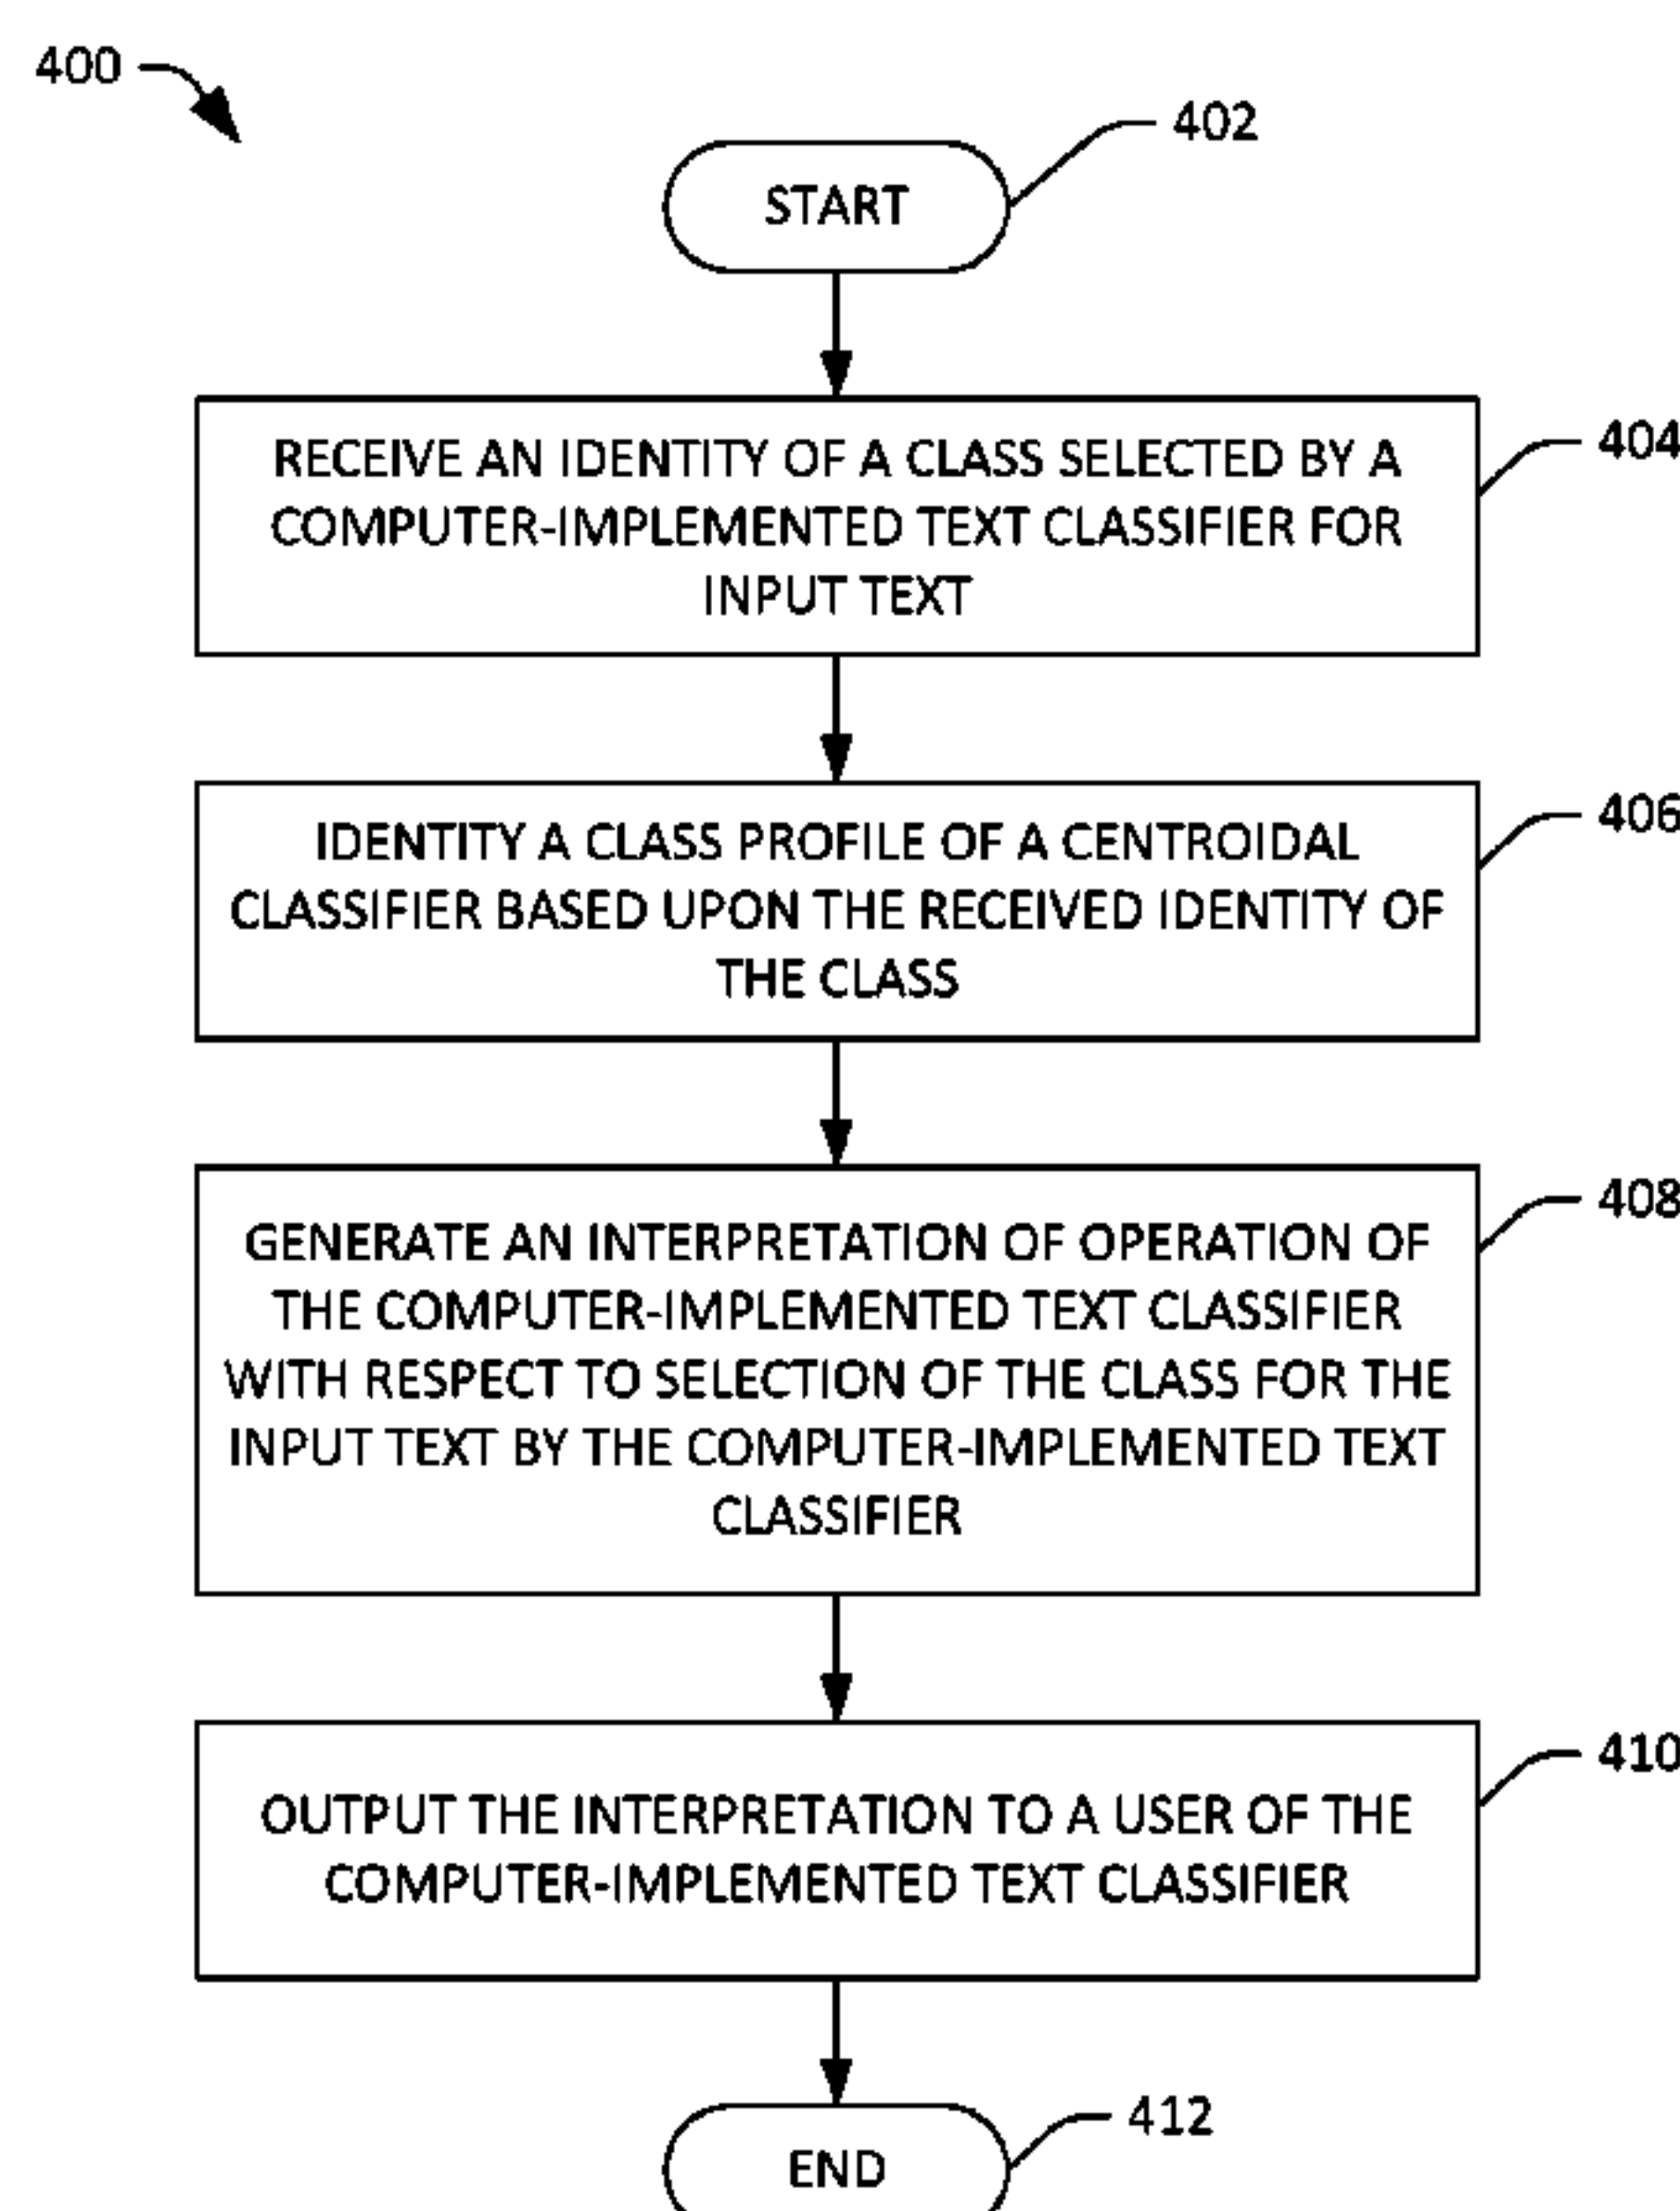 400
402
START
404
RECEIVE AN IDENTITY OF A CLASS SELECTED BY A
COMPUTER-IMPLEMENTED TEXT CLASSIFIER FOR
INPUT TEXT
406
IDENTITY A CLASS PROFILE OF A CENTROIDAL
CLASSIFIER BASED UPON THE RECEIVED IDENTITY OF
THE CLASS
408
GENERATE AN INTERPRETATION OF OPERATION OF
THE COMPUTER-IMPLEMENTED TEXT CLASSIFIER
WITH RESPECT TO SELECTION OF THE CLASS FOR THE
INPUT TEXT BY THE COMPUTER-IMPLEMENTED TEXT
CLASSIFIER
410
OUTPUT THE INTERPRETATION TO A USER OF THE
COMPUTER-IMPLEMENTED TEXT CLASSIFIER
412
END